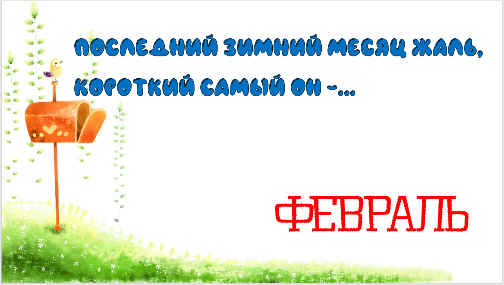 ПОСЛЕДНИЙ ЗИМНИЙ МЕСЯЦ ЖАЛЬ,
КОРОТКИЙ САМЫЙ ОН -...
ФЕВРАЛЬ